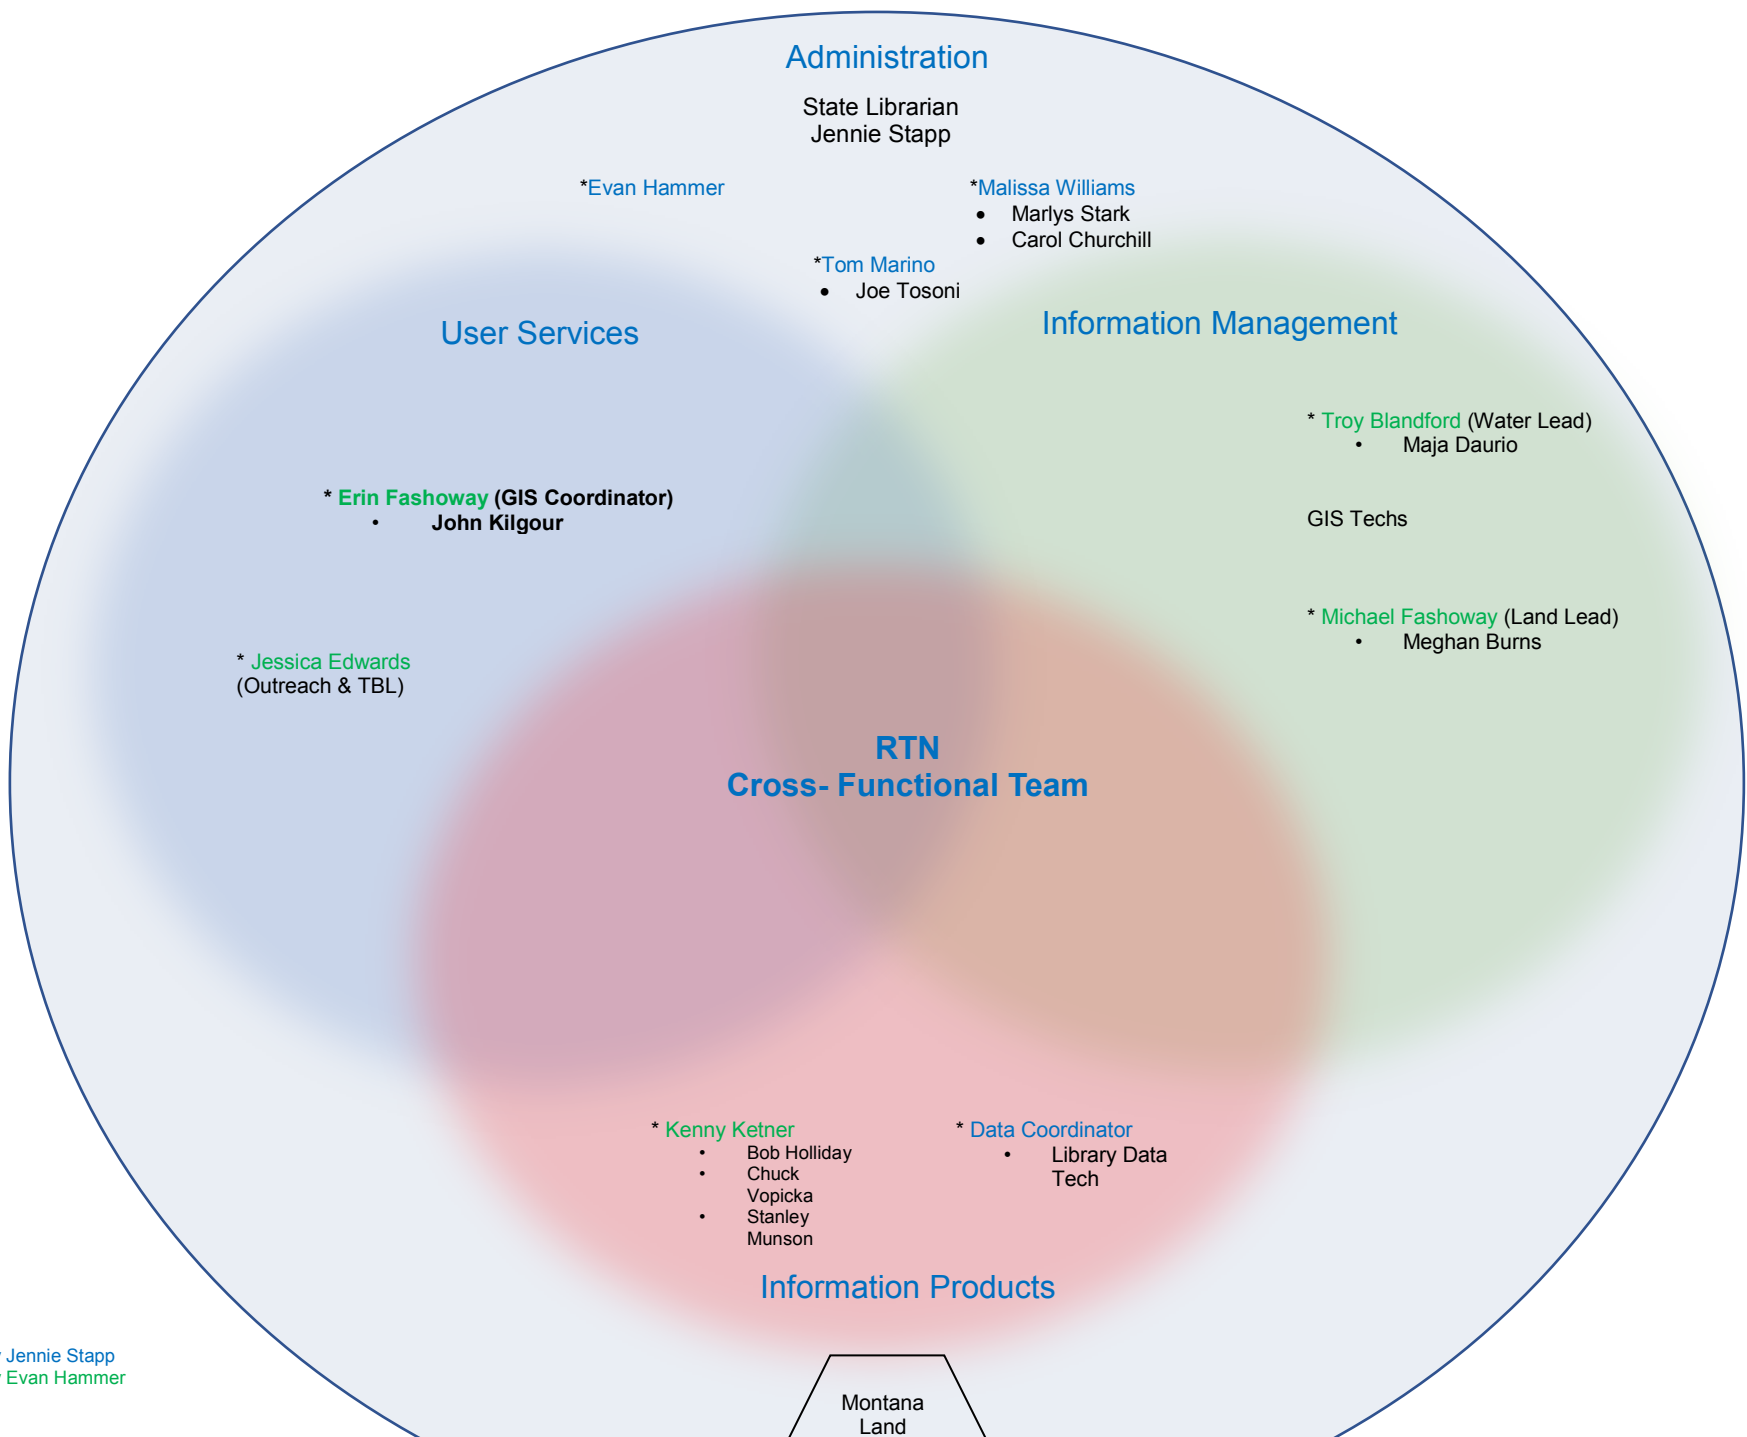 Administration
State Librarian
Jennie Stapp
*Evan Hammer
*Malissa Williams
• Marlys Stark
• Carol Churchill
*Tom Marino
• Joe Tosoni
User Services
Information Management
* Troy Blandford (Water Lead)
• Maja Daurio
* Erin Fashoway (GIS Coordinator)
• John Kilgour
GIS Techs
* Michael Fashoway (Land Lead)
• Meghan Burns
* Jessica Edwards
(Outreach & TBL)
RTN
Cross- Functional Team
* Kenny Ketner
• Bob Holliday
• Chuck
Vopicka
• Stanley
Munson
* Data Coordinator
• Library Data
Tech
Information Products
Jennie Stapp
Evan Hammer
Montana
Land